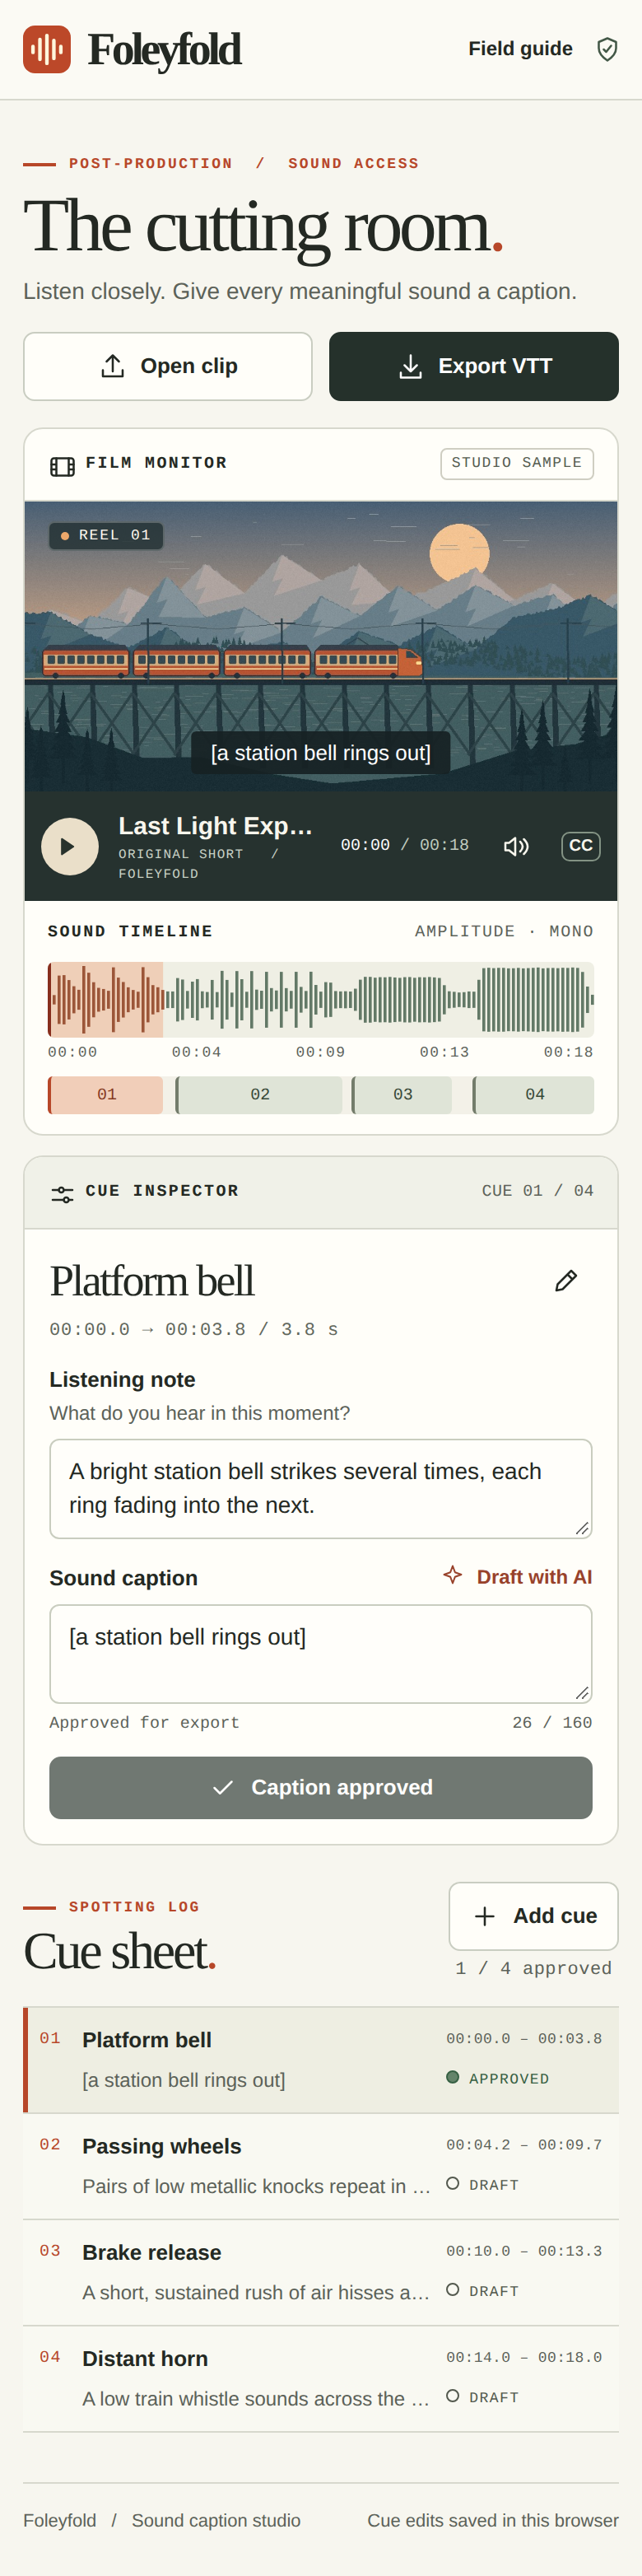 Foleyfold
Field guide
POST-PRODUCTION / SOUND ACCESS
The cutting room.
Listen closely. Give every meaningful sound a caption.
Open clip
Export VTT
FILM MONITOR
STUDIO SAMPLE
REEL 01
[a station bell rings out]
Last Light Exp…
ORIGINAL SHORT /
FOLEYFOLD
00:00 / 00:18
CC
SOUND TIMELINE
AMPLITUDE · MONO
00:00 00:04 00:09 00:13 00:18
01 02 03 04
CUE INSPECTOR
CUE 01 / 04
Platform bell
00:00.0 → 00:03.8 / 3.8 s
Listening note
What do you hear in this moment?
A bright station bell strikes several times, each
ring fading into the next.
Sound caption
Draft with AI
[a station bell rings out]
Approved for export
26 / 160
Caption approved
SPOTTING LOG
Cue sheet.
Add cue
1 / 4 approved
01 Platform bell 00:00.0 – 00:03.8
[a station bell rings out] APPROVED
02 Passing wheels 00:04.2 – 00:09.7
Pairs of low metallic knocks repeat in … DRAFT
03 Brake release 00:10.0 – 00:13.3
A short, sustained rush of air hisses a… DRAFT
04 Distant horn 00:14.0 – 00:18.0
A low train whistle sounds across the … DRAFT
Foleyfold / Sound caption studio
Cue edits saved in this browser